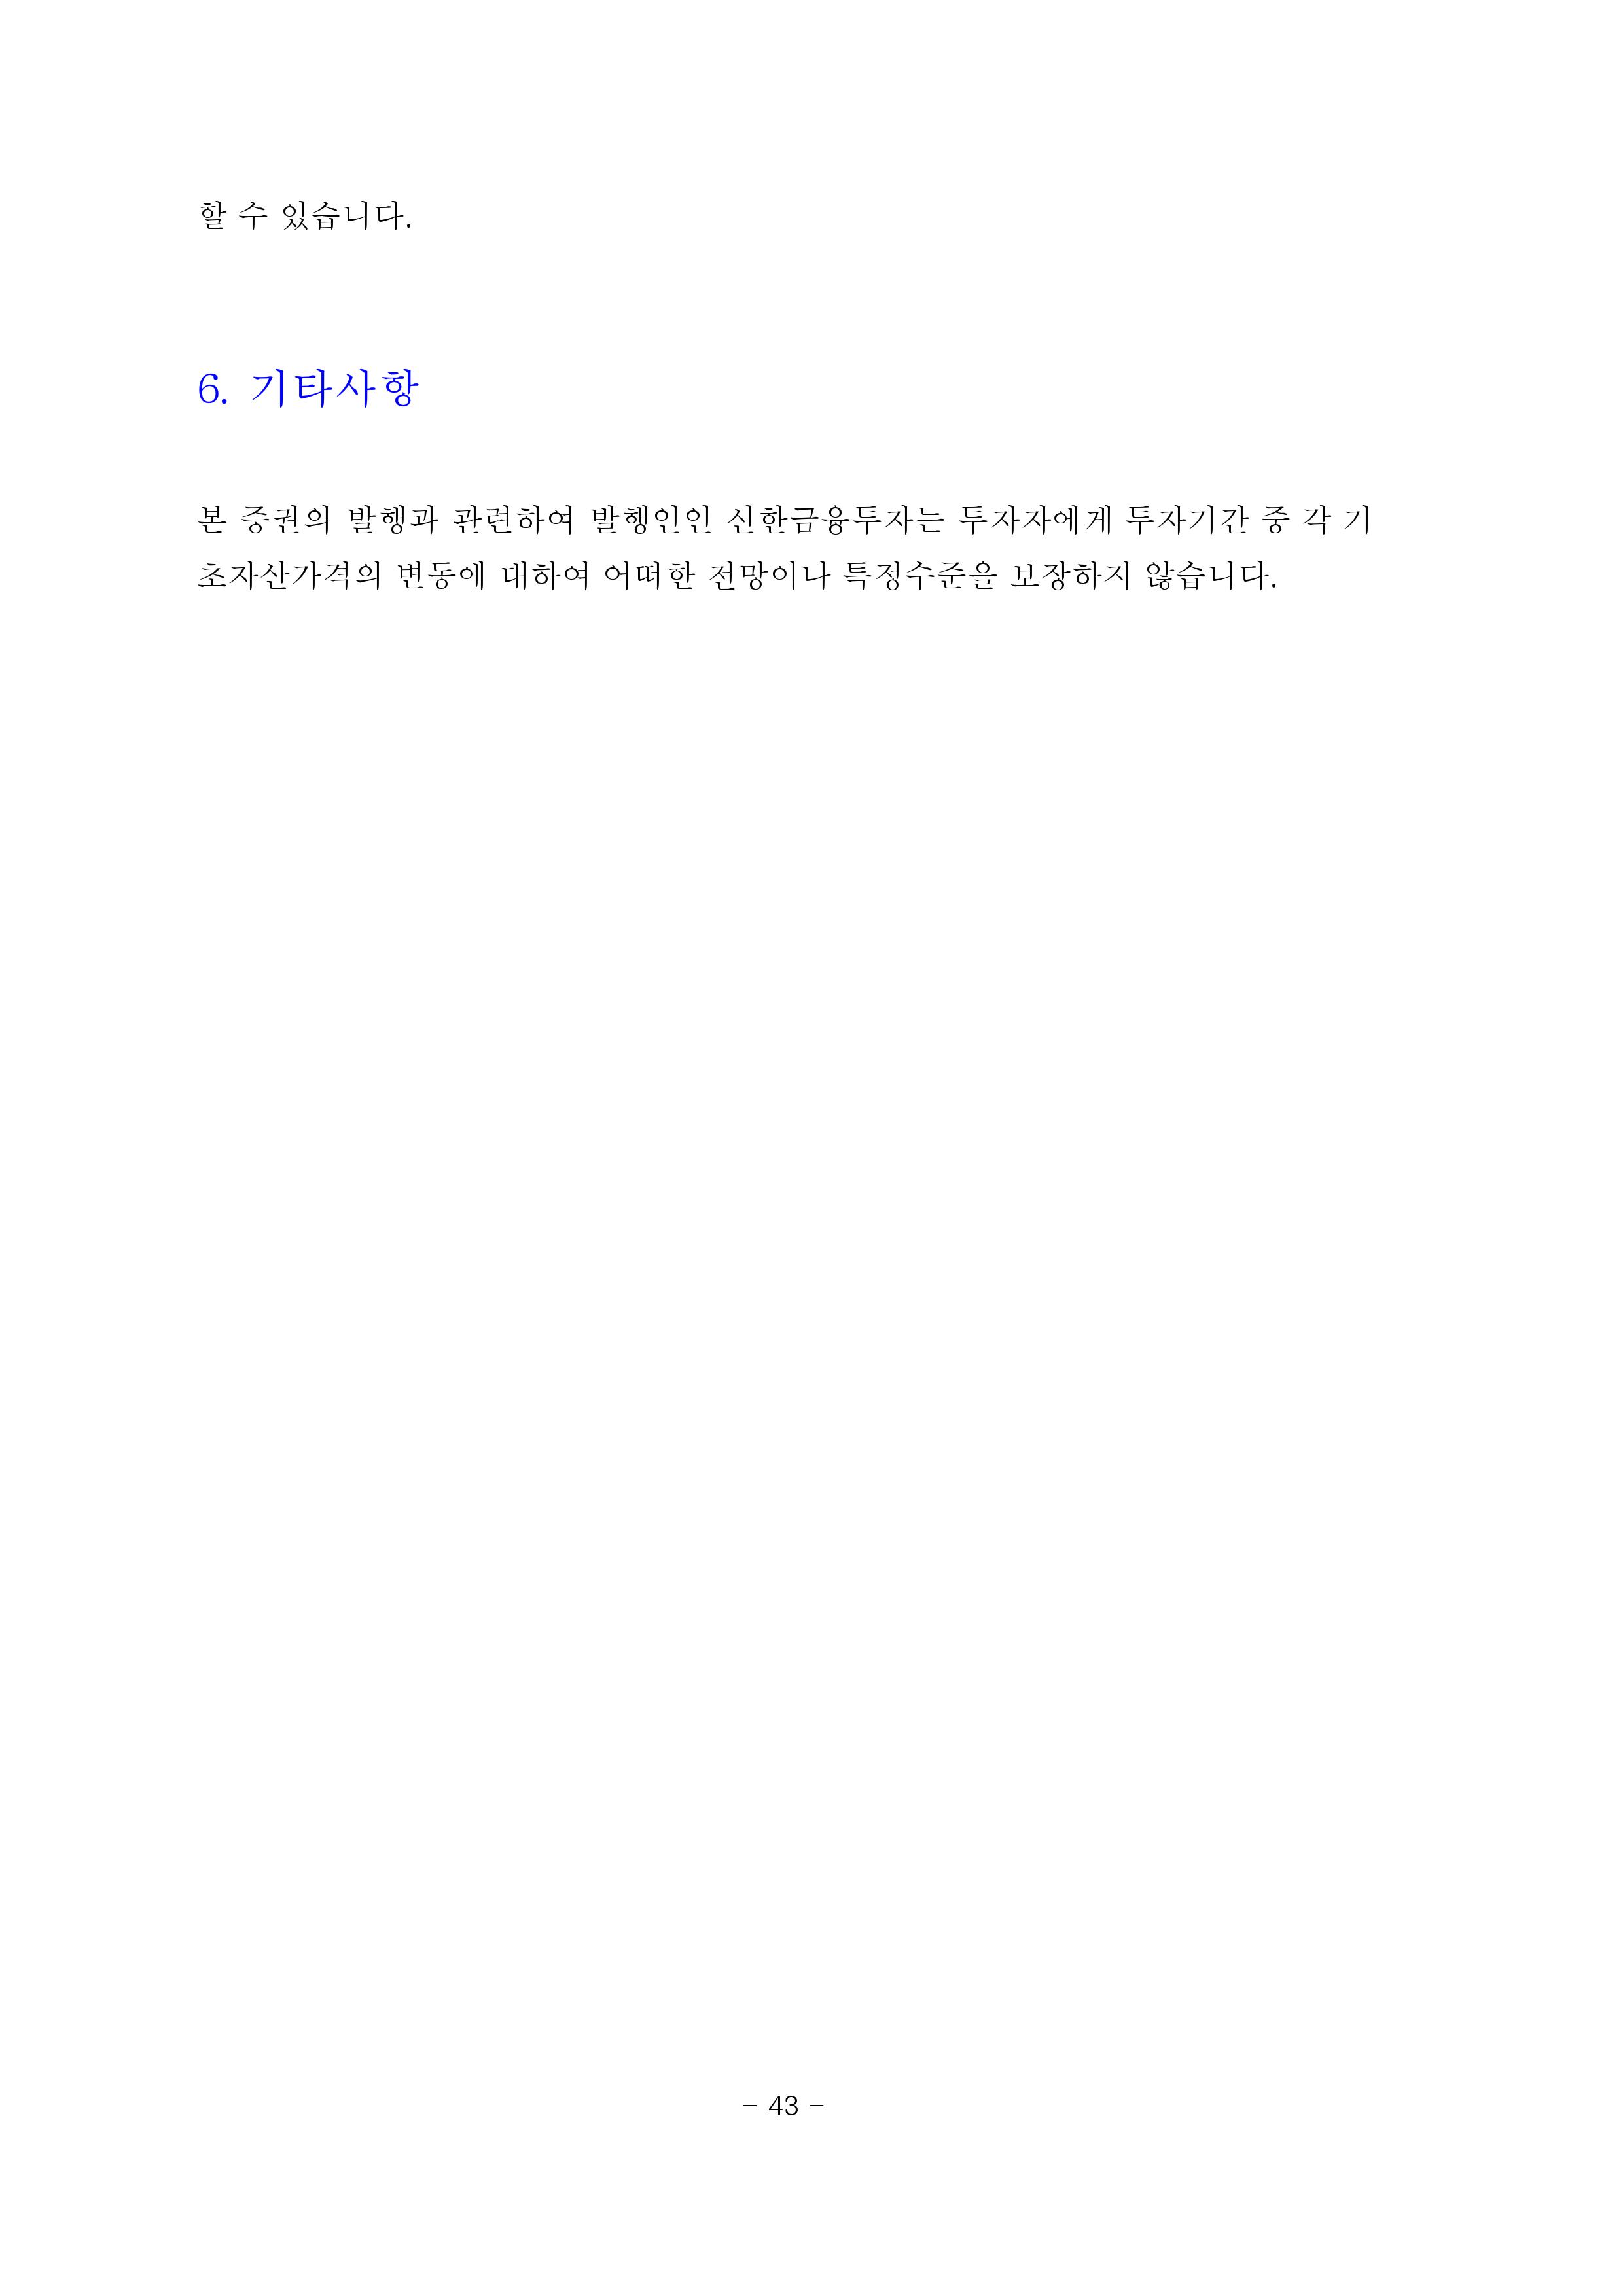 할 수 있습니다.
6. 기타사항
본 증권의 발행과 관련하여 발행인인 신한금융투자는 투자자에게 투자기간 중 각 기
초자산가격의 변동에 대하여 어떠한 전망이나 특정수준을 보장하지 않습니다.
- 43 -